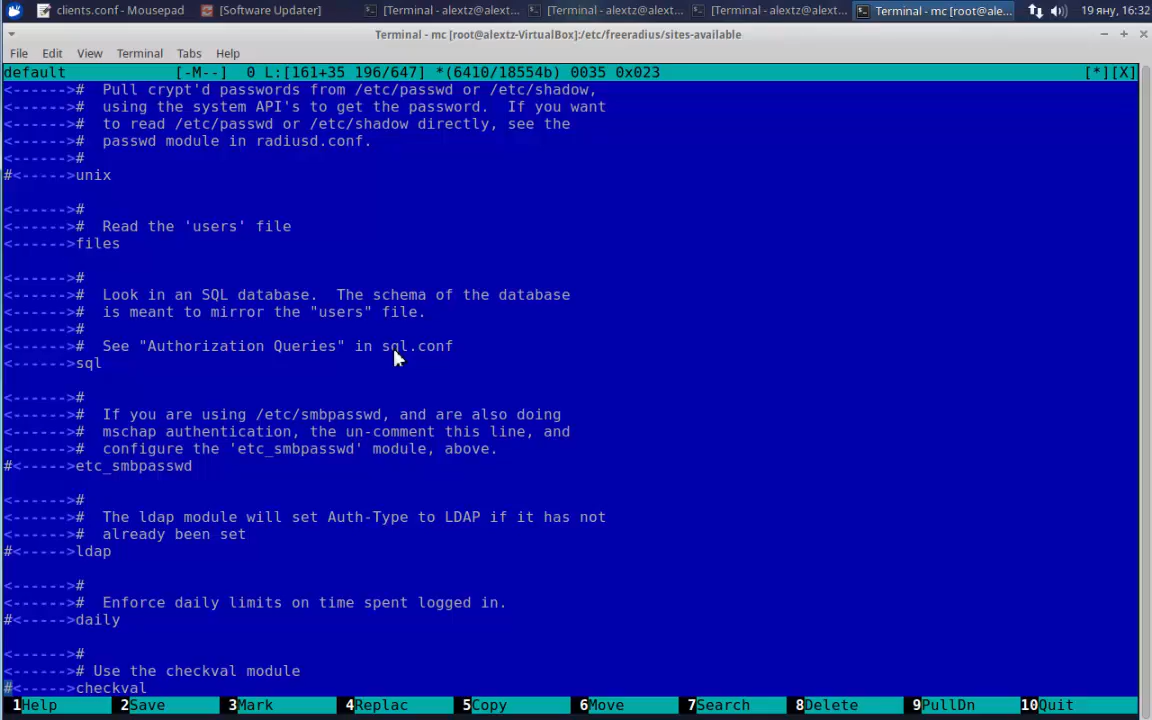 clients.conf - Mousepad [Software Updater] [Terminal - alextz@alext... [Terminal - alextz@alext... [Terminal - alextz@alext... Terminal - mc [root@ale... 19 яну, 16:32
Terminal - mc [root@alextz-VirtualBox]:/etc/freeradius/sites-available
File Edit View Terminal Tabs Help
default [-M--] 0 L:[161+35 196/647] *(6410/18554b) 0035 0x023 [*][X]
<------># Pull crypt'd passwords from /etc/passwd or /etc/shadow,
<------># using the system API's to get the password. If you want
<------># to read /etc/passwd or /etc/shadow directly, see the
<------># passwd module in radiusd.conf.
<------>#
#<----->unix
<------>#
<------># Read the 'users' file
<------>files
<------>#
<------># Look in an SQL database. The schema of the database
<------># is meant to mirror the "users" file.
<------>#
<------># See "Authorization Queries" in sql.conf
<------>sql
<------>#
<------># If you are using /etc/smbpasswd, and are also doing
<------># mschap authentication, the un-comment this line, and
<------># configure the 'etc_smbpasswd' module, above.
#<----->etc_smbpasswd
<------>#
<------># The ldap module will set Auth-Type to LDAP if it has not
<------># already been set
#<----->ldap
<------>#
<------># Enforce daily limits on time spent logged in.
#<----->daily
<------>#
<------># Use the checkval module
#<----->checkval
1Help 2Save 3Mark 4Replac 5Copy 6Move 7Search 8Delete 9PullDn 10Quit